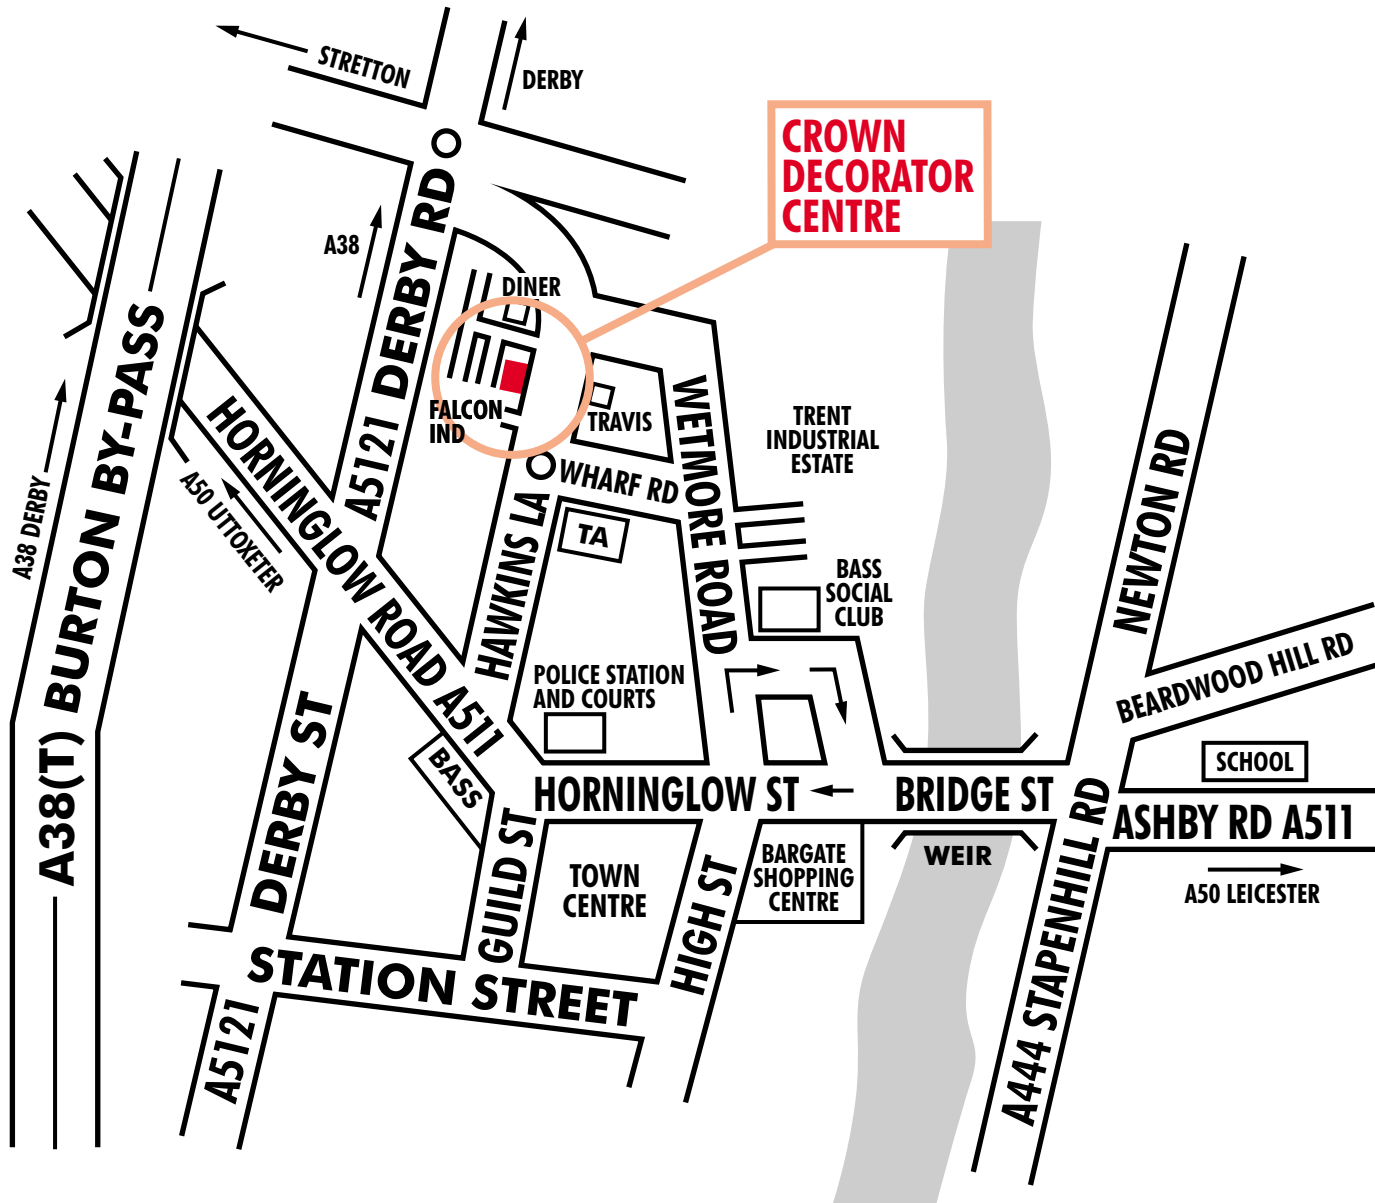 STRETTON
DERBY
CROWN
DECORATOR
CENTRE
A38
A5121 DERBY RD
DINER
FALCON
IND
TRAVIS
WETMORE ROAD
TRENT
INDUSTRIAL
ESTATE
WHARF RD
TA
HAWKINS LA
A38 DERBY
A38(T) BURTON BY-PASS
HORNINGLOW ROAD A511
A50 UTTOXETER
BASS
SOCIAL
CLUB
NEWTON RD
BEARDWOOD HILL RD
POLICE STATION
AND COURTS
DERBY ST
BASS
HORNINGLOW ST
BRIDGE ST
SCHOOL
ASHBY RD A511
A50 LEICESTER
WEIR
BARGATE
SHOPPING
CENTRE
TOWN
CENTRE
GUILD ST
HIGH ST
STATION STREET
A5121
A444 STAPENHILL RD